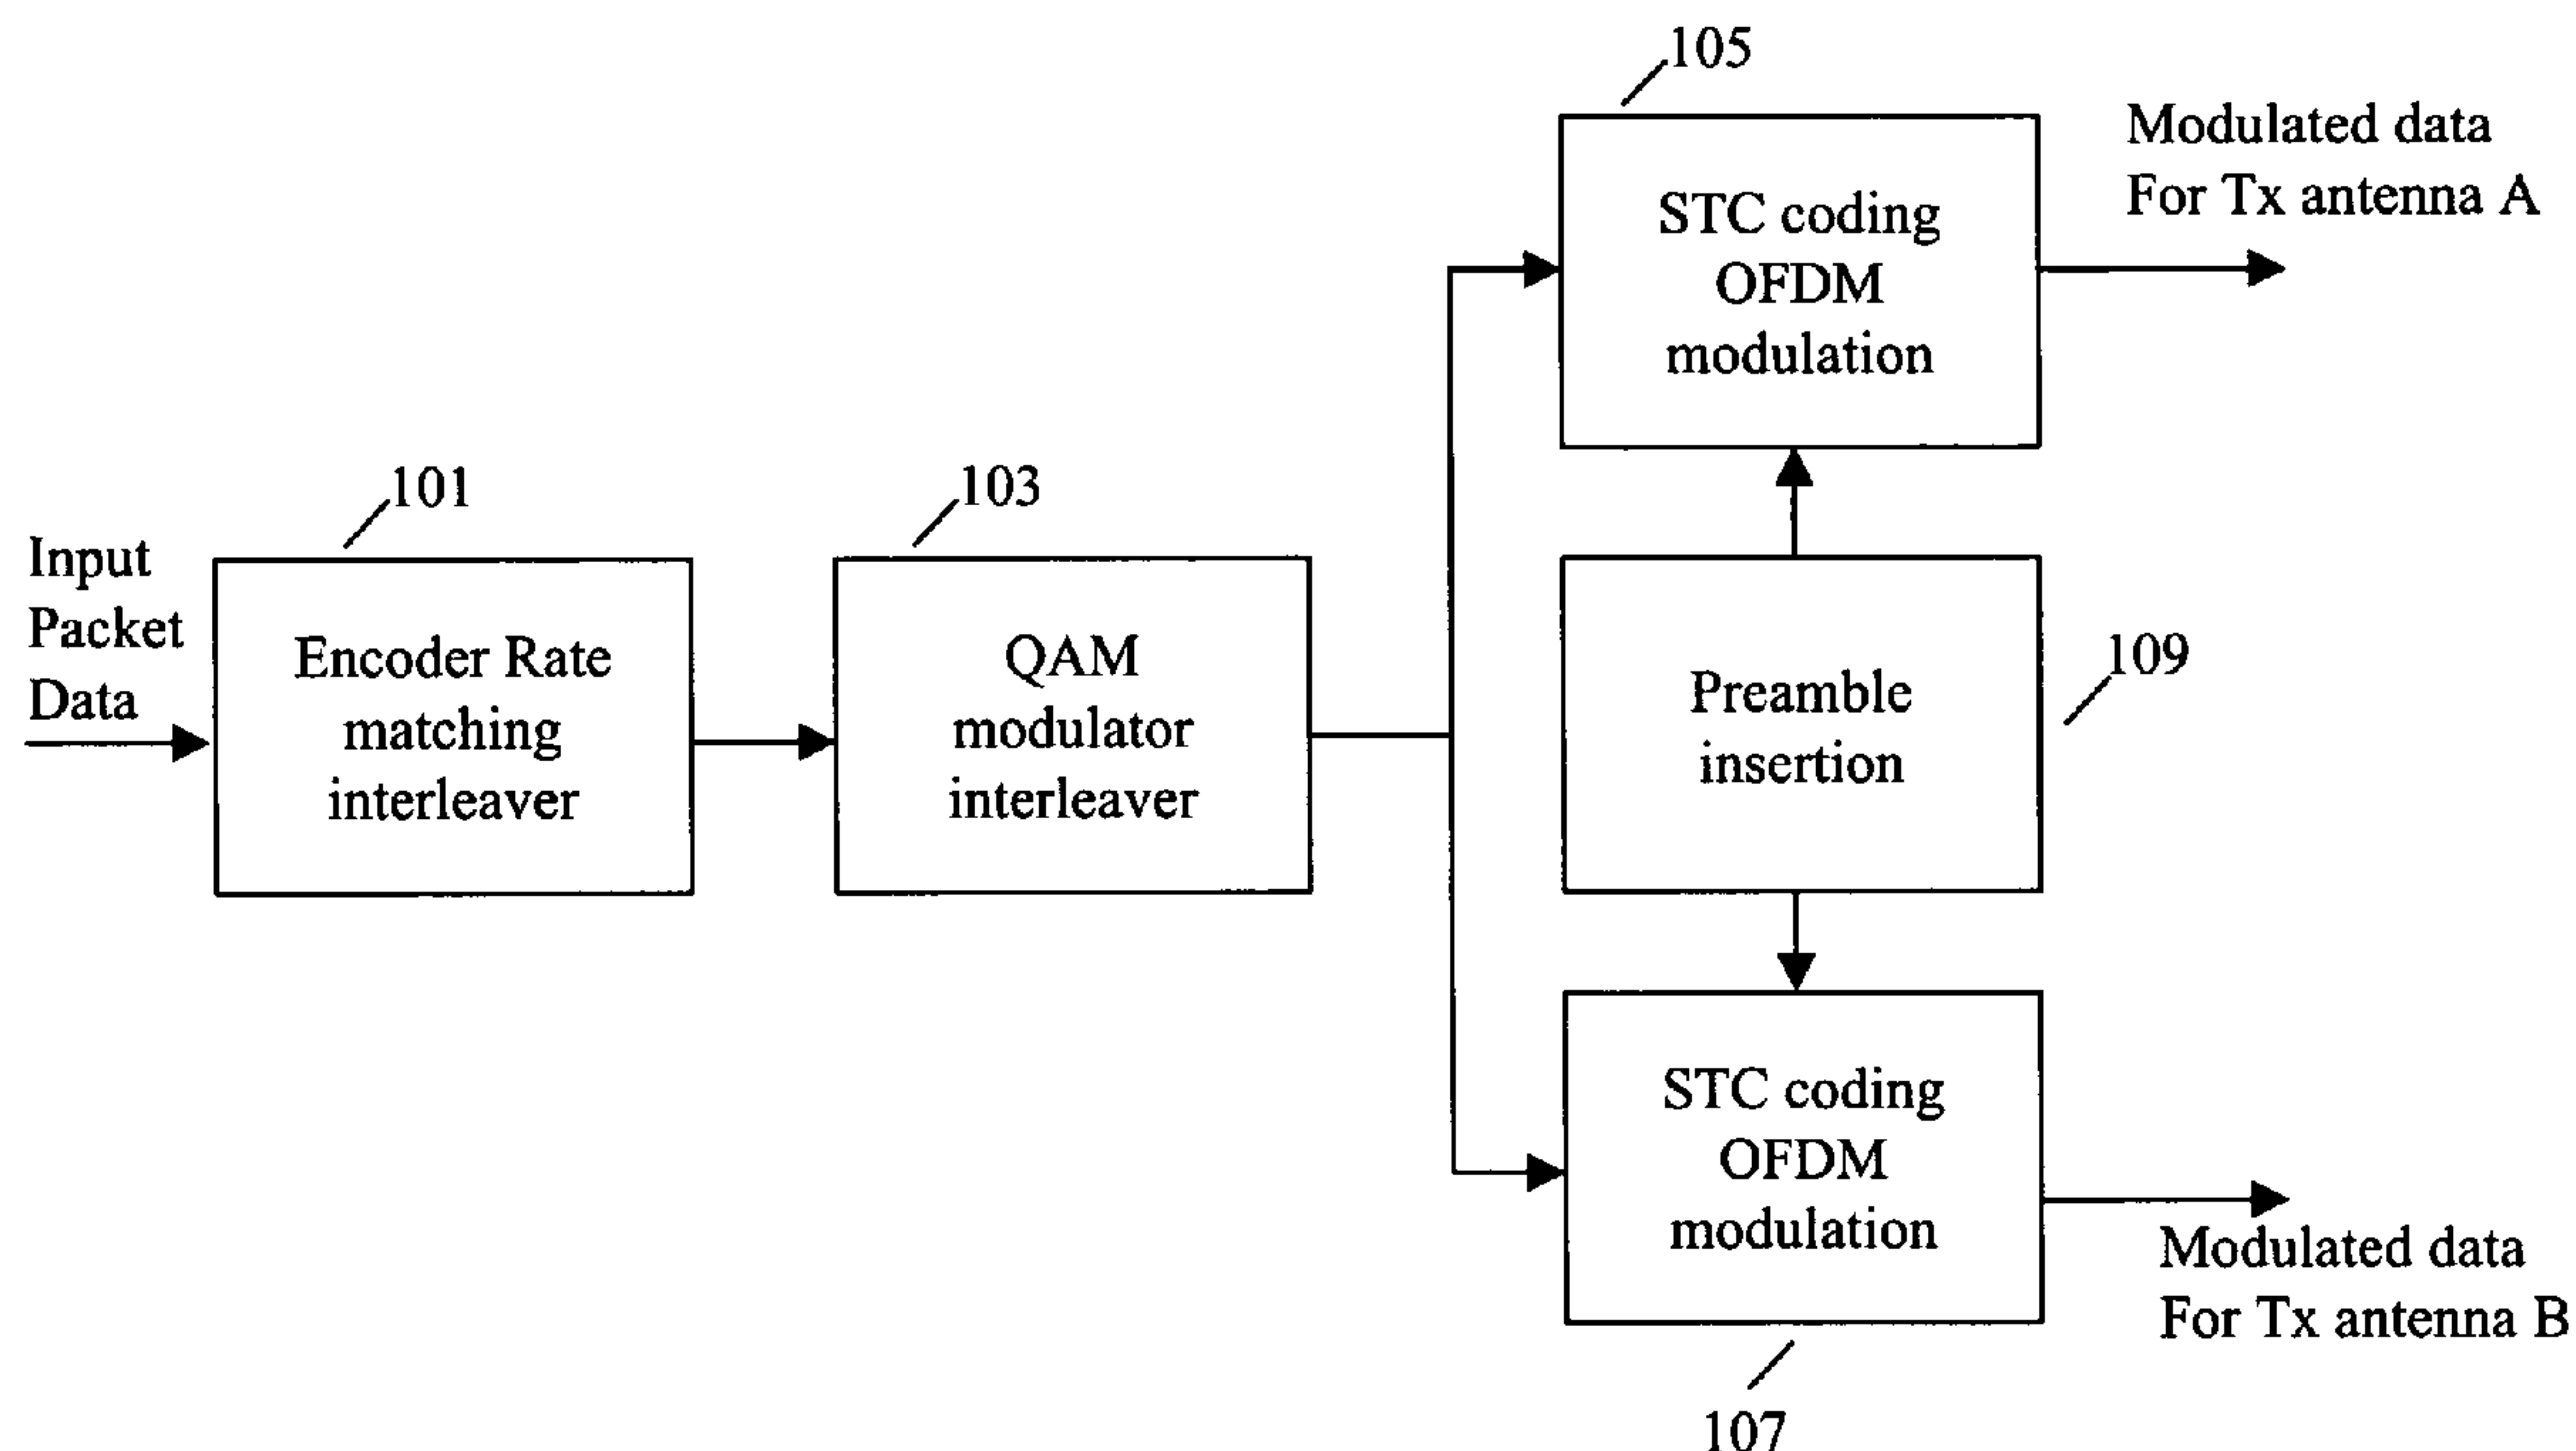 105
Modulated data
For Tx antenna A
STC coding
OFDM
modulation
101
103
Input
Packet
Data
Encoder Rate
matching
interleaver
QAM
modulator
interleaver
Preamble
insertion
109
STC coding
OFDM
modulation
Modulated data
For Tx antenna B
107